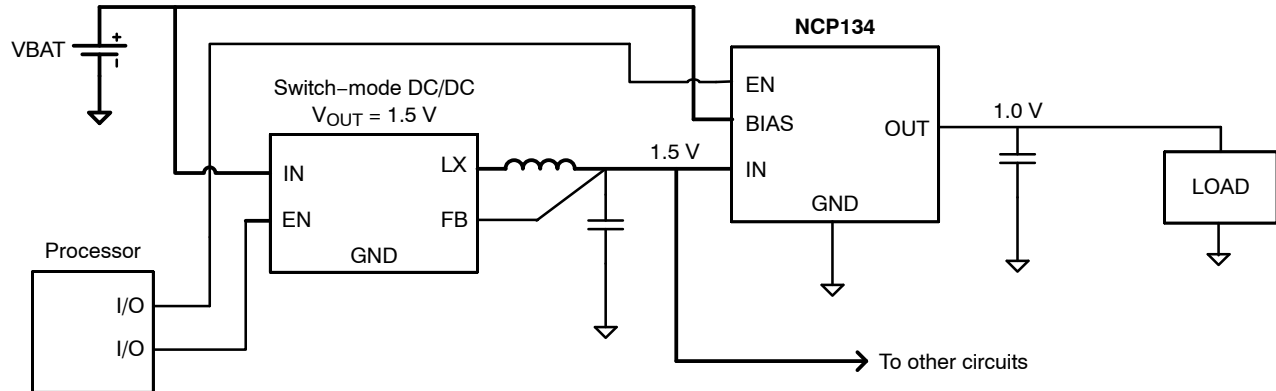 NCP134
VBAT
+
-
Switch−mode DC/DC
VOUT = 1.5 V
IN
EN
LX
FB
GND
1.5 V
EN
BIAS
IN
OUT
GND
1.0 V
LOAD
Processor
I/O
I/O
To other circuits